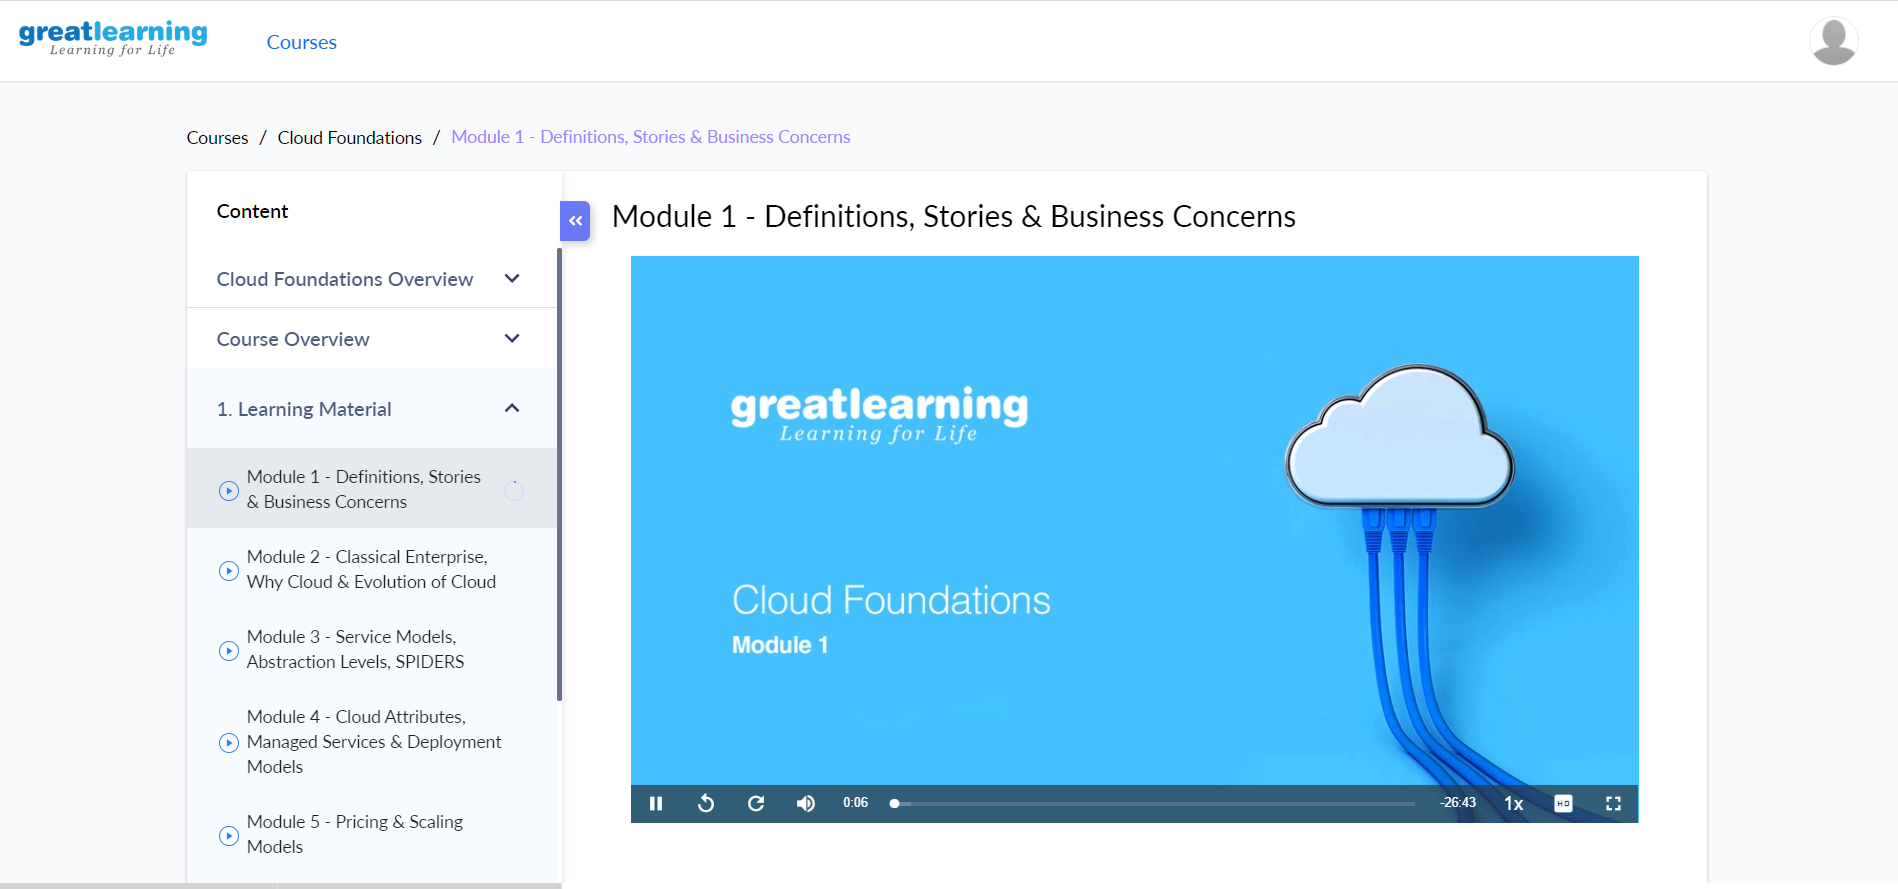 greatlearning
Learning for Life
Courses
Courses / Cloud Foundations / Module 1 - Definitions, Stories & Business Concerns
Content
Cloud Foundations Overview
Course Overview
1. Learning Material
Module 1 - Definitions, Stories
& Business Concerns
Module 2 - Classical Enterprise,
Why Cloud & Evolution of Cloud
Module 3 - Service Models,
Abstraction Levels, SPIDERS
Module 4 - Cloud Attributes,
Managed Services & Deployment
Models
Module 5 - Pricing & Scaling
Models
Module 1 - Definitions, Stories & Business Concerns
greatlearning
Learning for Life
Cloud Foundations
Module 1
0:06
-26:43
1x
HD